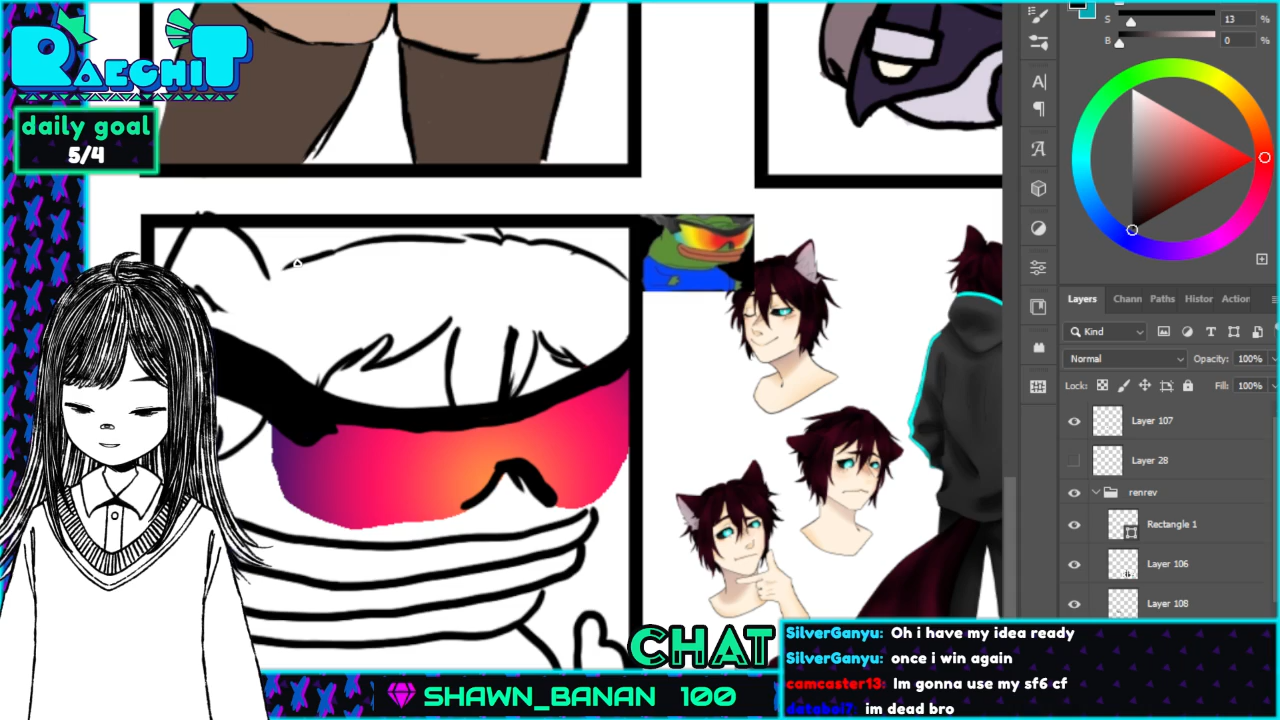 RAECHIT
daily goal
5/4
S 13 %
B 0 %
Layers Chann Paths Histor Action
Kind
Normal Opacity: 100%
Lock: Fill: 100%
Layer 107
Layer 28
renrev
Rectangle 1
Layer 106
Layer 108
CHAT
SilverGanyu: Oh i have my idea ready
SilverGanyu: once i win again
camcaster13: Im gonna use my sf6 cf
databoi7: im dead bro
SHAWN_BANAN 100